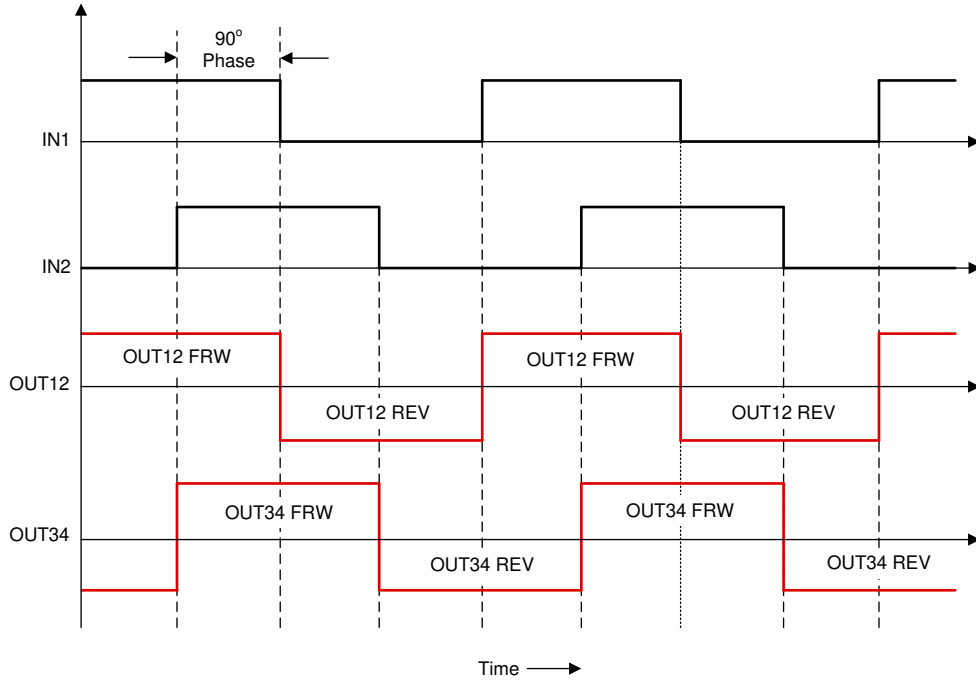 90o
Phase
IN1
IN2
OUT12 FRW
OUT12 FRW
OUT12
OUT12 REV
OUT12 REV
OUT34 FRW
OUT34 FRW
OUT34
OUT34 REV
OUT34 REV
Time